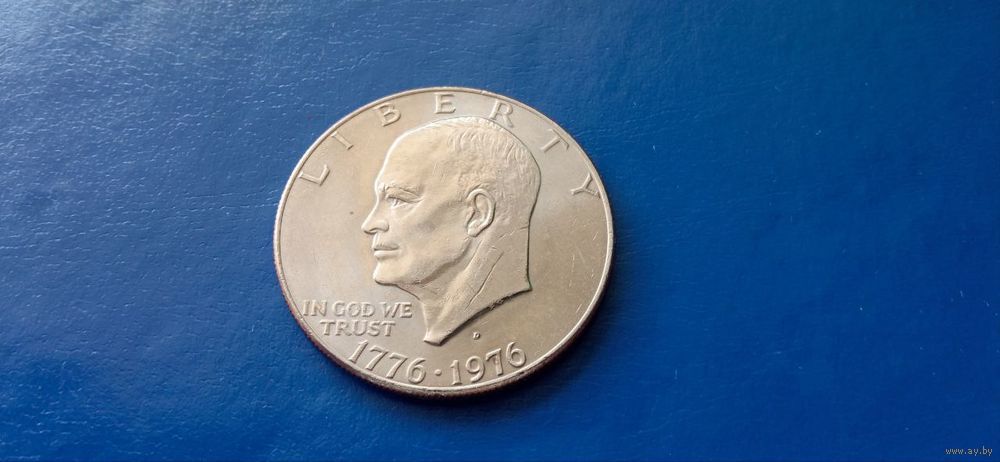 LIBERTY
IN GOD WE
TRUST
D
1776 · 1976
www.ay.by